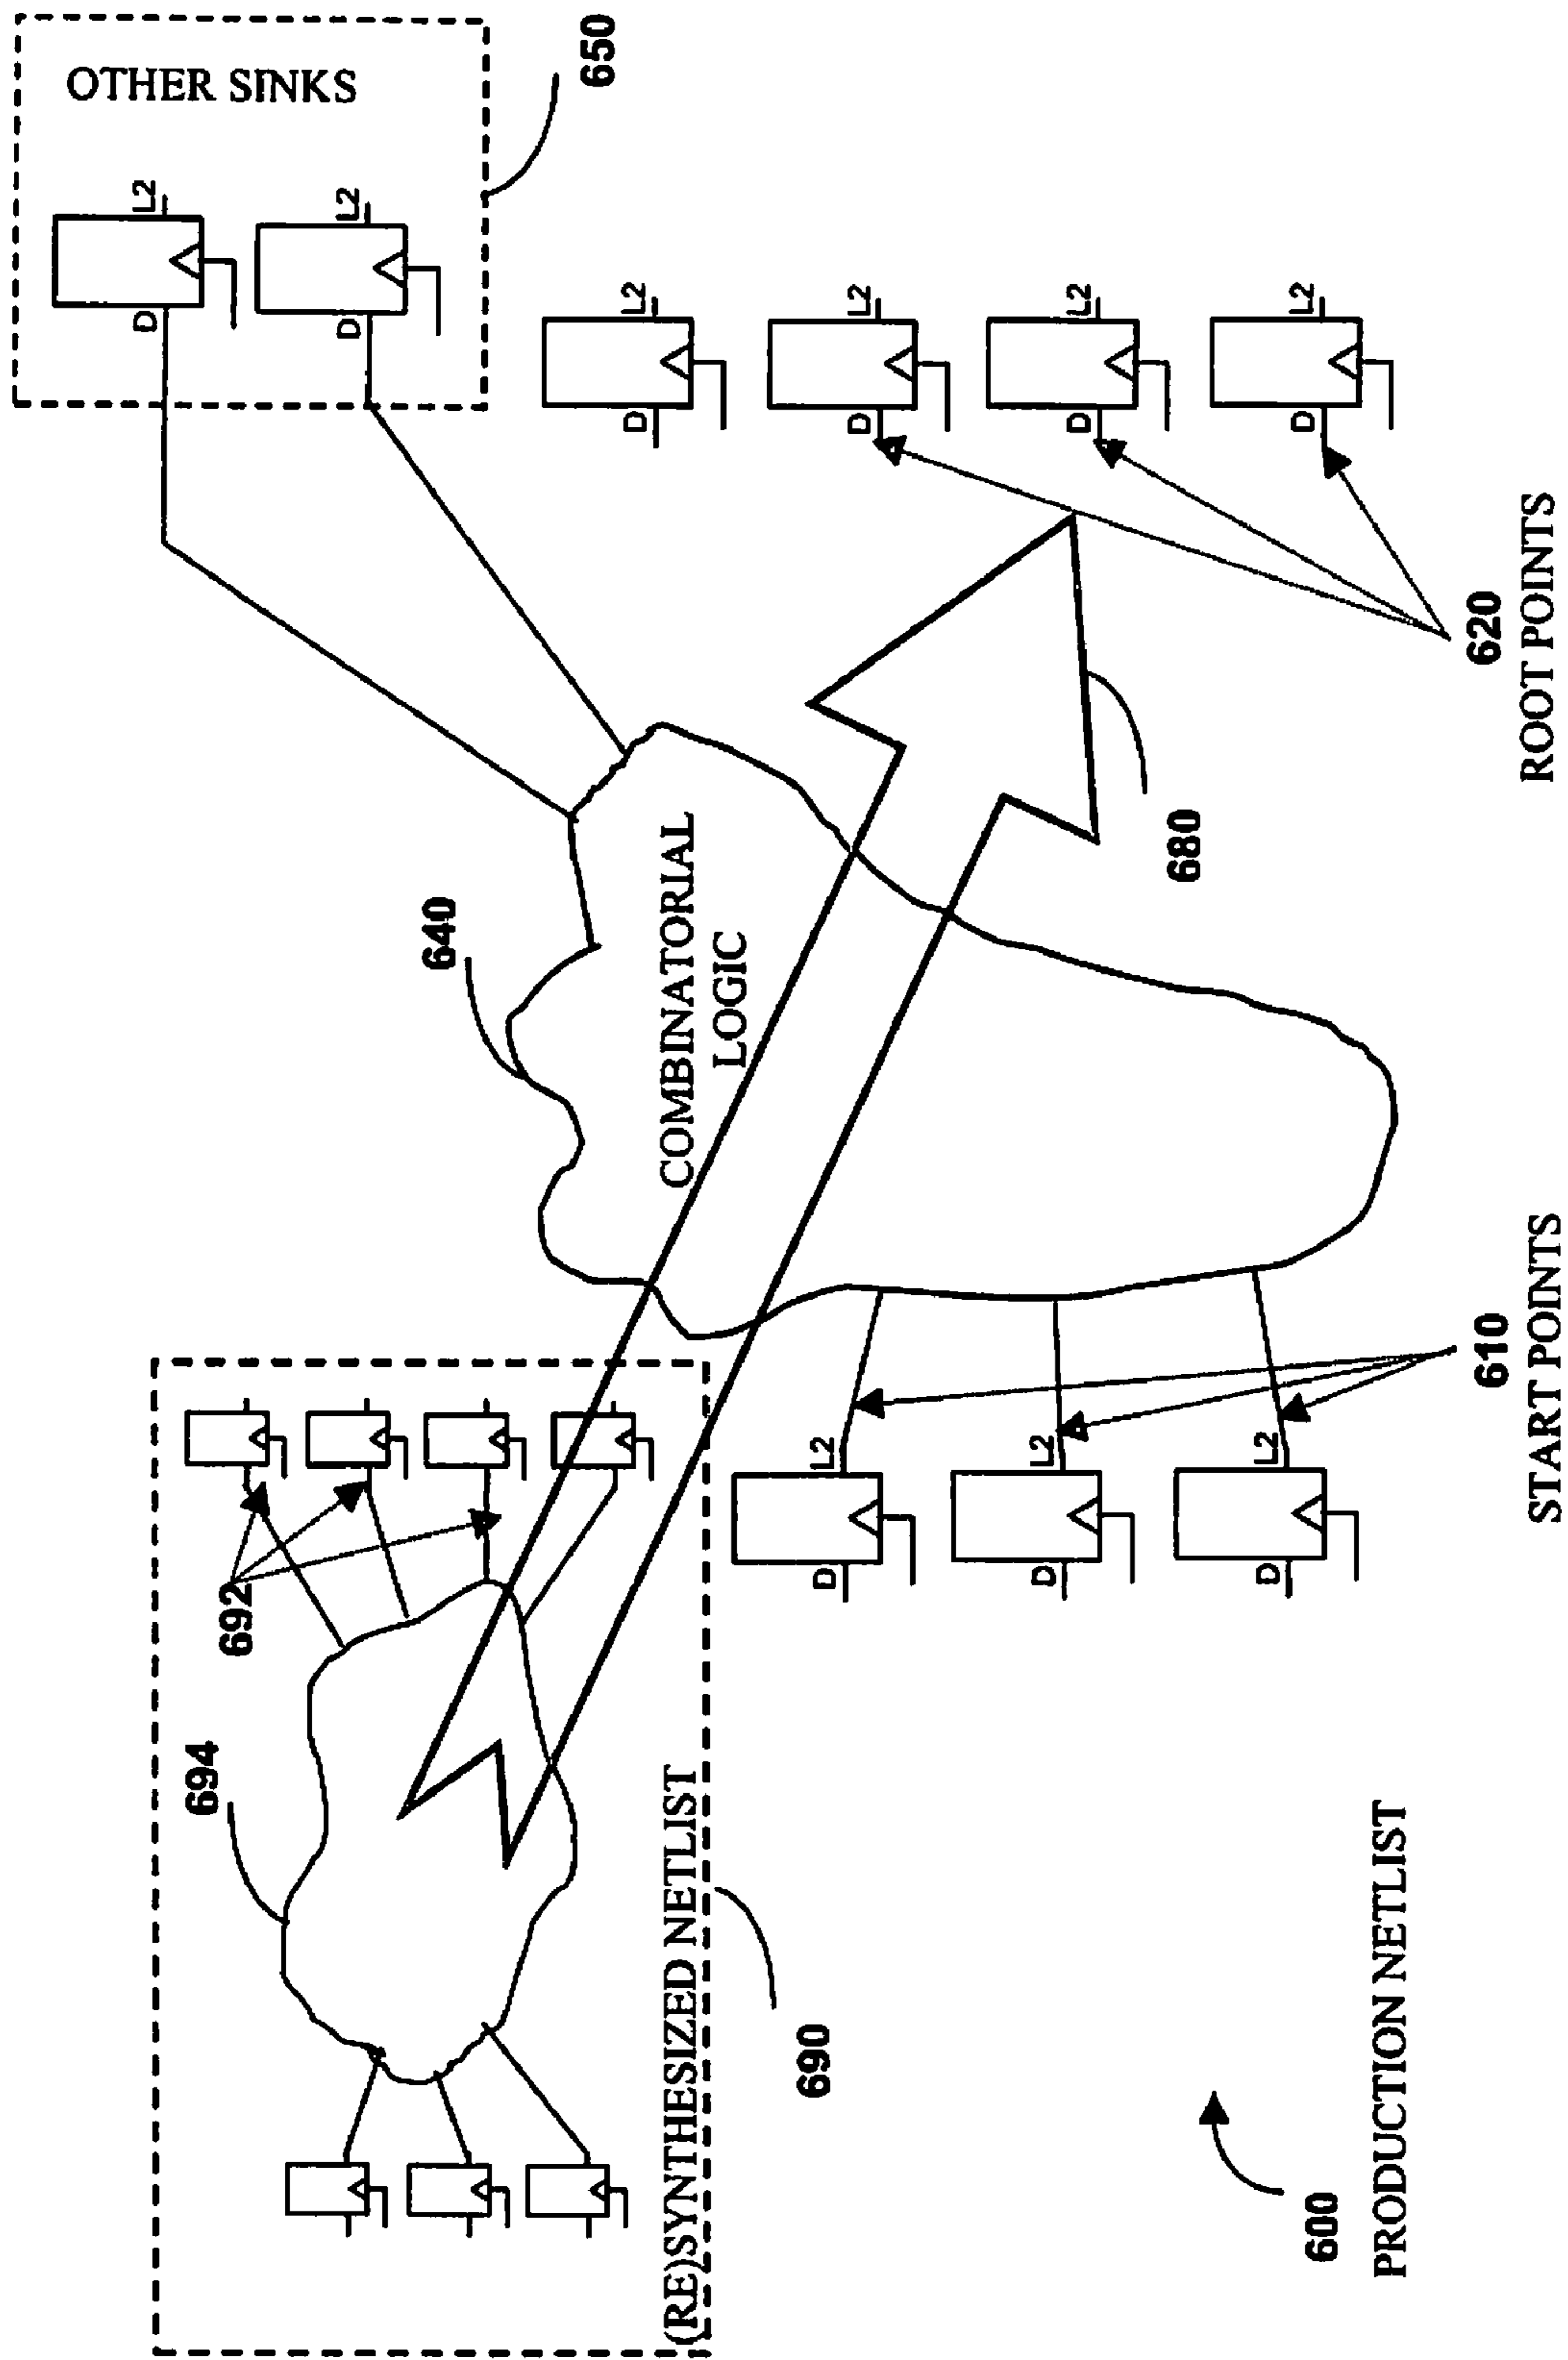 (RE)SYNTHESIZED NETLIST
694
692
690
640
COMBINATORIAL
LOGIC
OTHER SINKS
D
L2
D
L2
650
D
L2
D
L2
D
L2
D
L2
D
L2
D
L2
D
L2
680
600
PRODUCTION NETLIST
610
START POINTS
620
ROOT POINTS